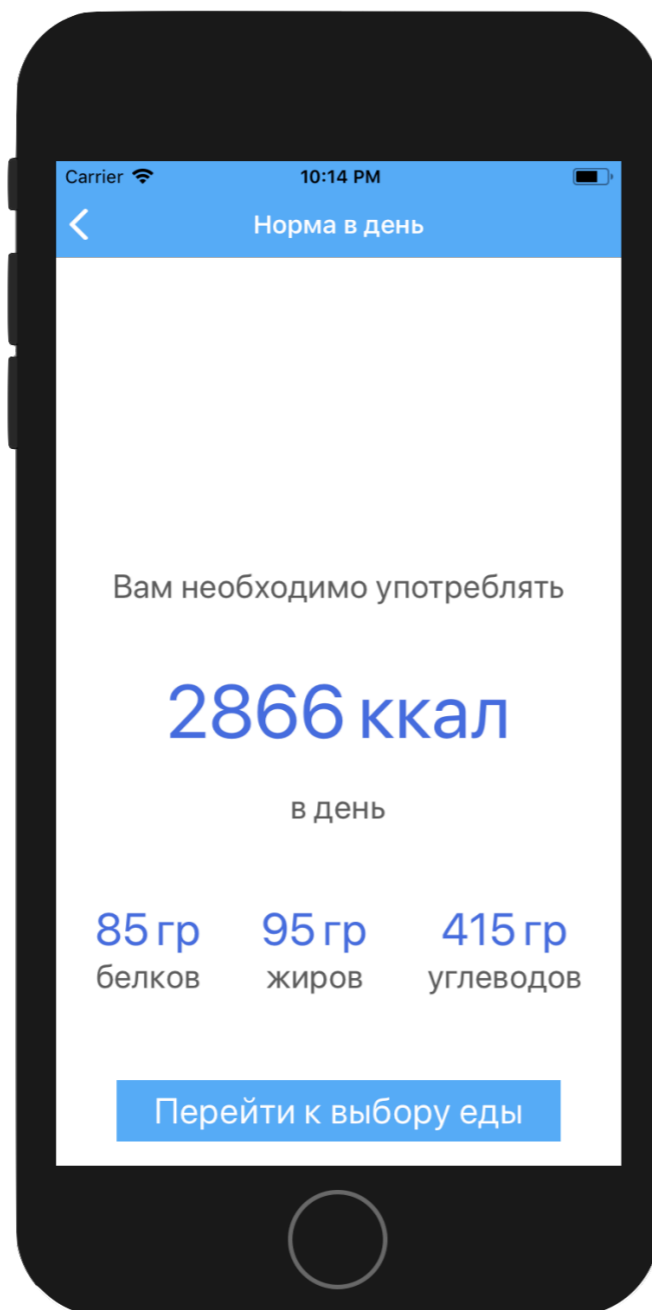 Carrier 10:14 PM
Норма в день
Вам необходимо употреблять
2866 ккал
в день
85 гр 95 гр 415 гр
белков жиров углеводов
Перейти к выбору еды